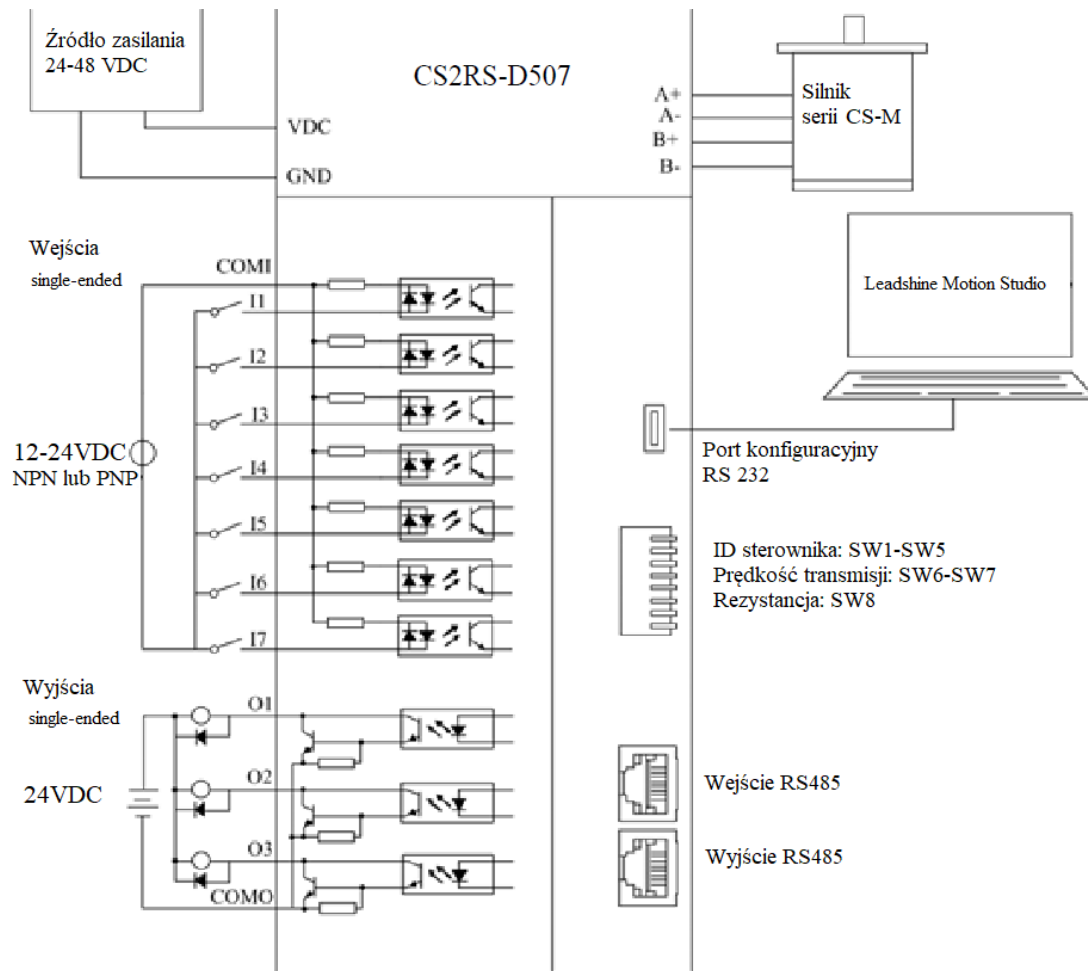 Źródło zasilania
24-48 VDC
CS2RS-D507
VDC
GND
A+
A-
B+
B-
Silnik
serii CS-M
Wejścia
single-ended
COMI
I1
I2
I3
I4
I5
I6
I7
12-24VDC
NPN lub PNP
Leadshine Motion Studio
Port konfiguracyjny
RS 232
ID sterownika: SW1-SW5
Prędkość transmisji: SW6-SW7
Rezystancja: SW8
Wyjścia
single-ended
O1
O2
O3
COMO
24VDC
Wejście RS485
Wyjście RS485